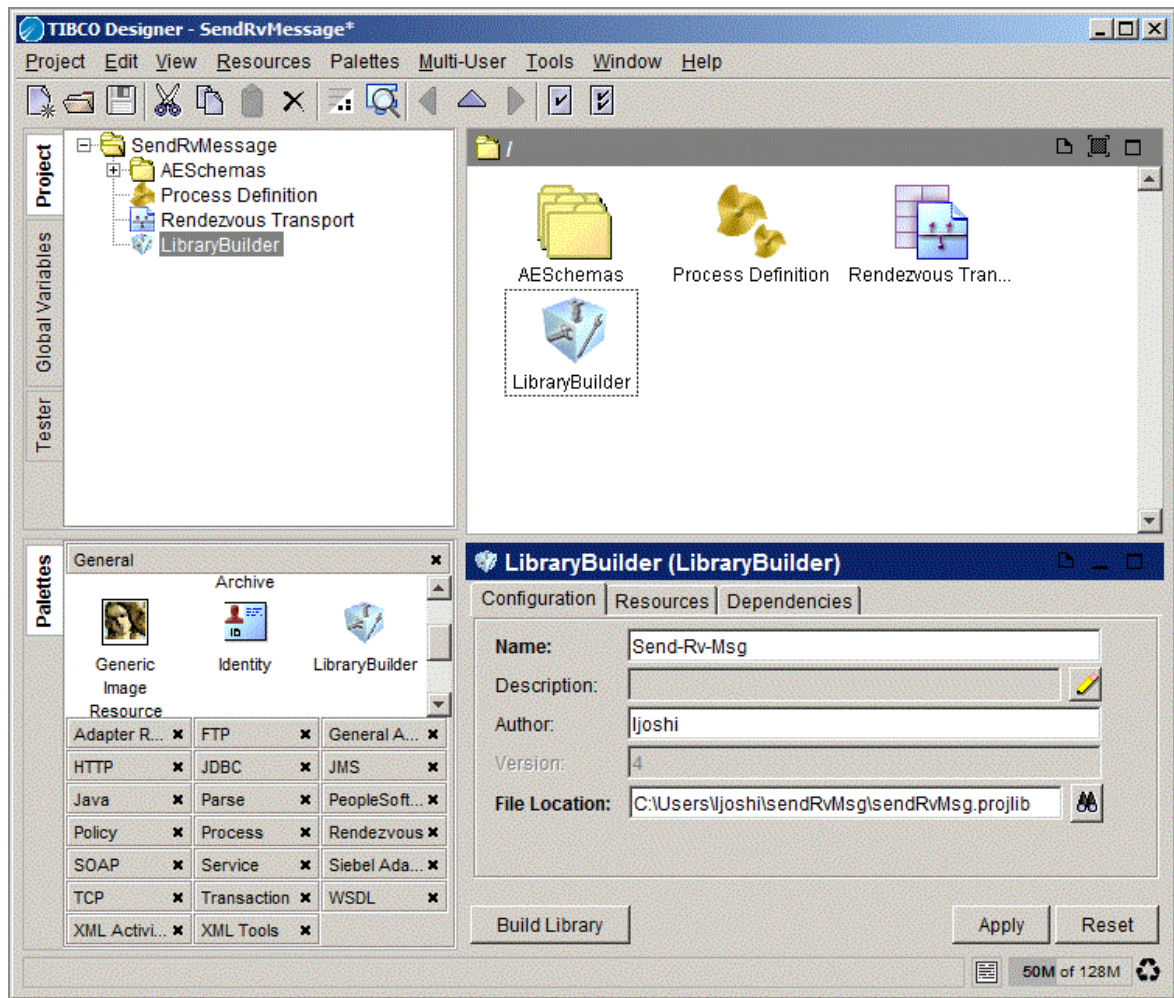 TIBCO Designer - SendRvMessage*
Project Edit View Resources Palettes Multi-User Tools Window Help
Project
Global Variables
Tester
SendRvMessage
AESchemas
Process Definition
Rendezvous Transport
LibraryBuilder
/
AESchemas
Process Definition
Rendezvous Tran...
LibraryBuilder
Palettes
General
Archive
Generic
Image
Resource
ID
Identity
LibraryBuilder
Adapter R... FTP General A...
HTTP JDBC JMS
Java Parse PeopleSoft...
Policy Process Rendezvous
SOAP Service Siebel Ada...
TCP Transaction WSDL
XML Activi... XML Tools
LibraryBuilder (LibraryBuilder)
Configuration Resources Dependencies
Name: Send-Rv-Msg
Description:
Author: ljoshi
Version: 4
File Location: C:\Users\ljoshi\sendRvMsg\sendRvMsg.projlib
Build Library Apply Reset
50M of 128M